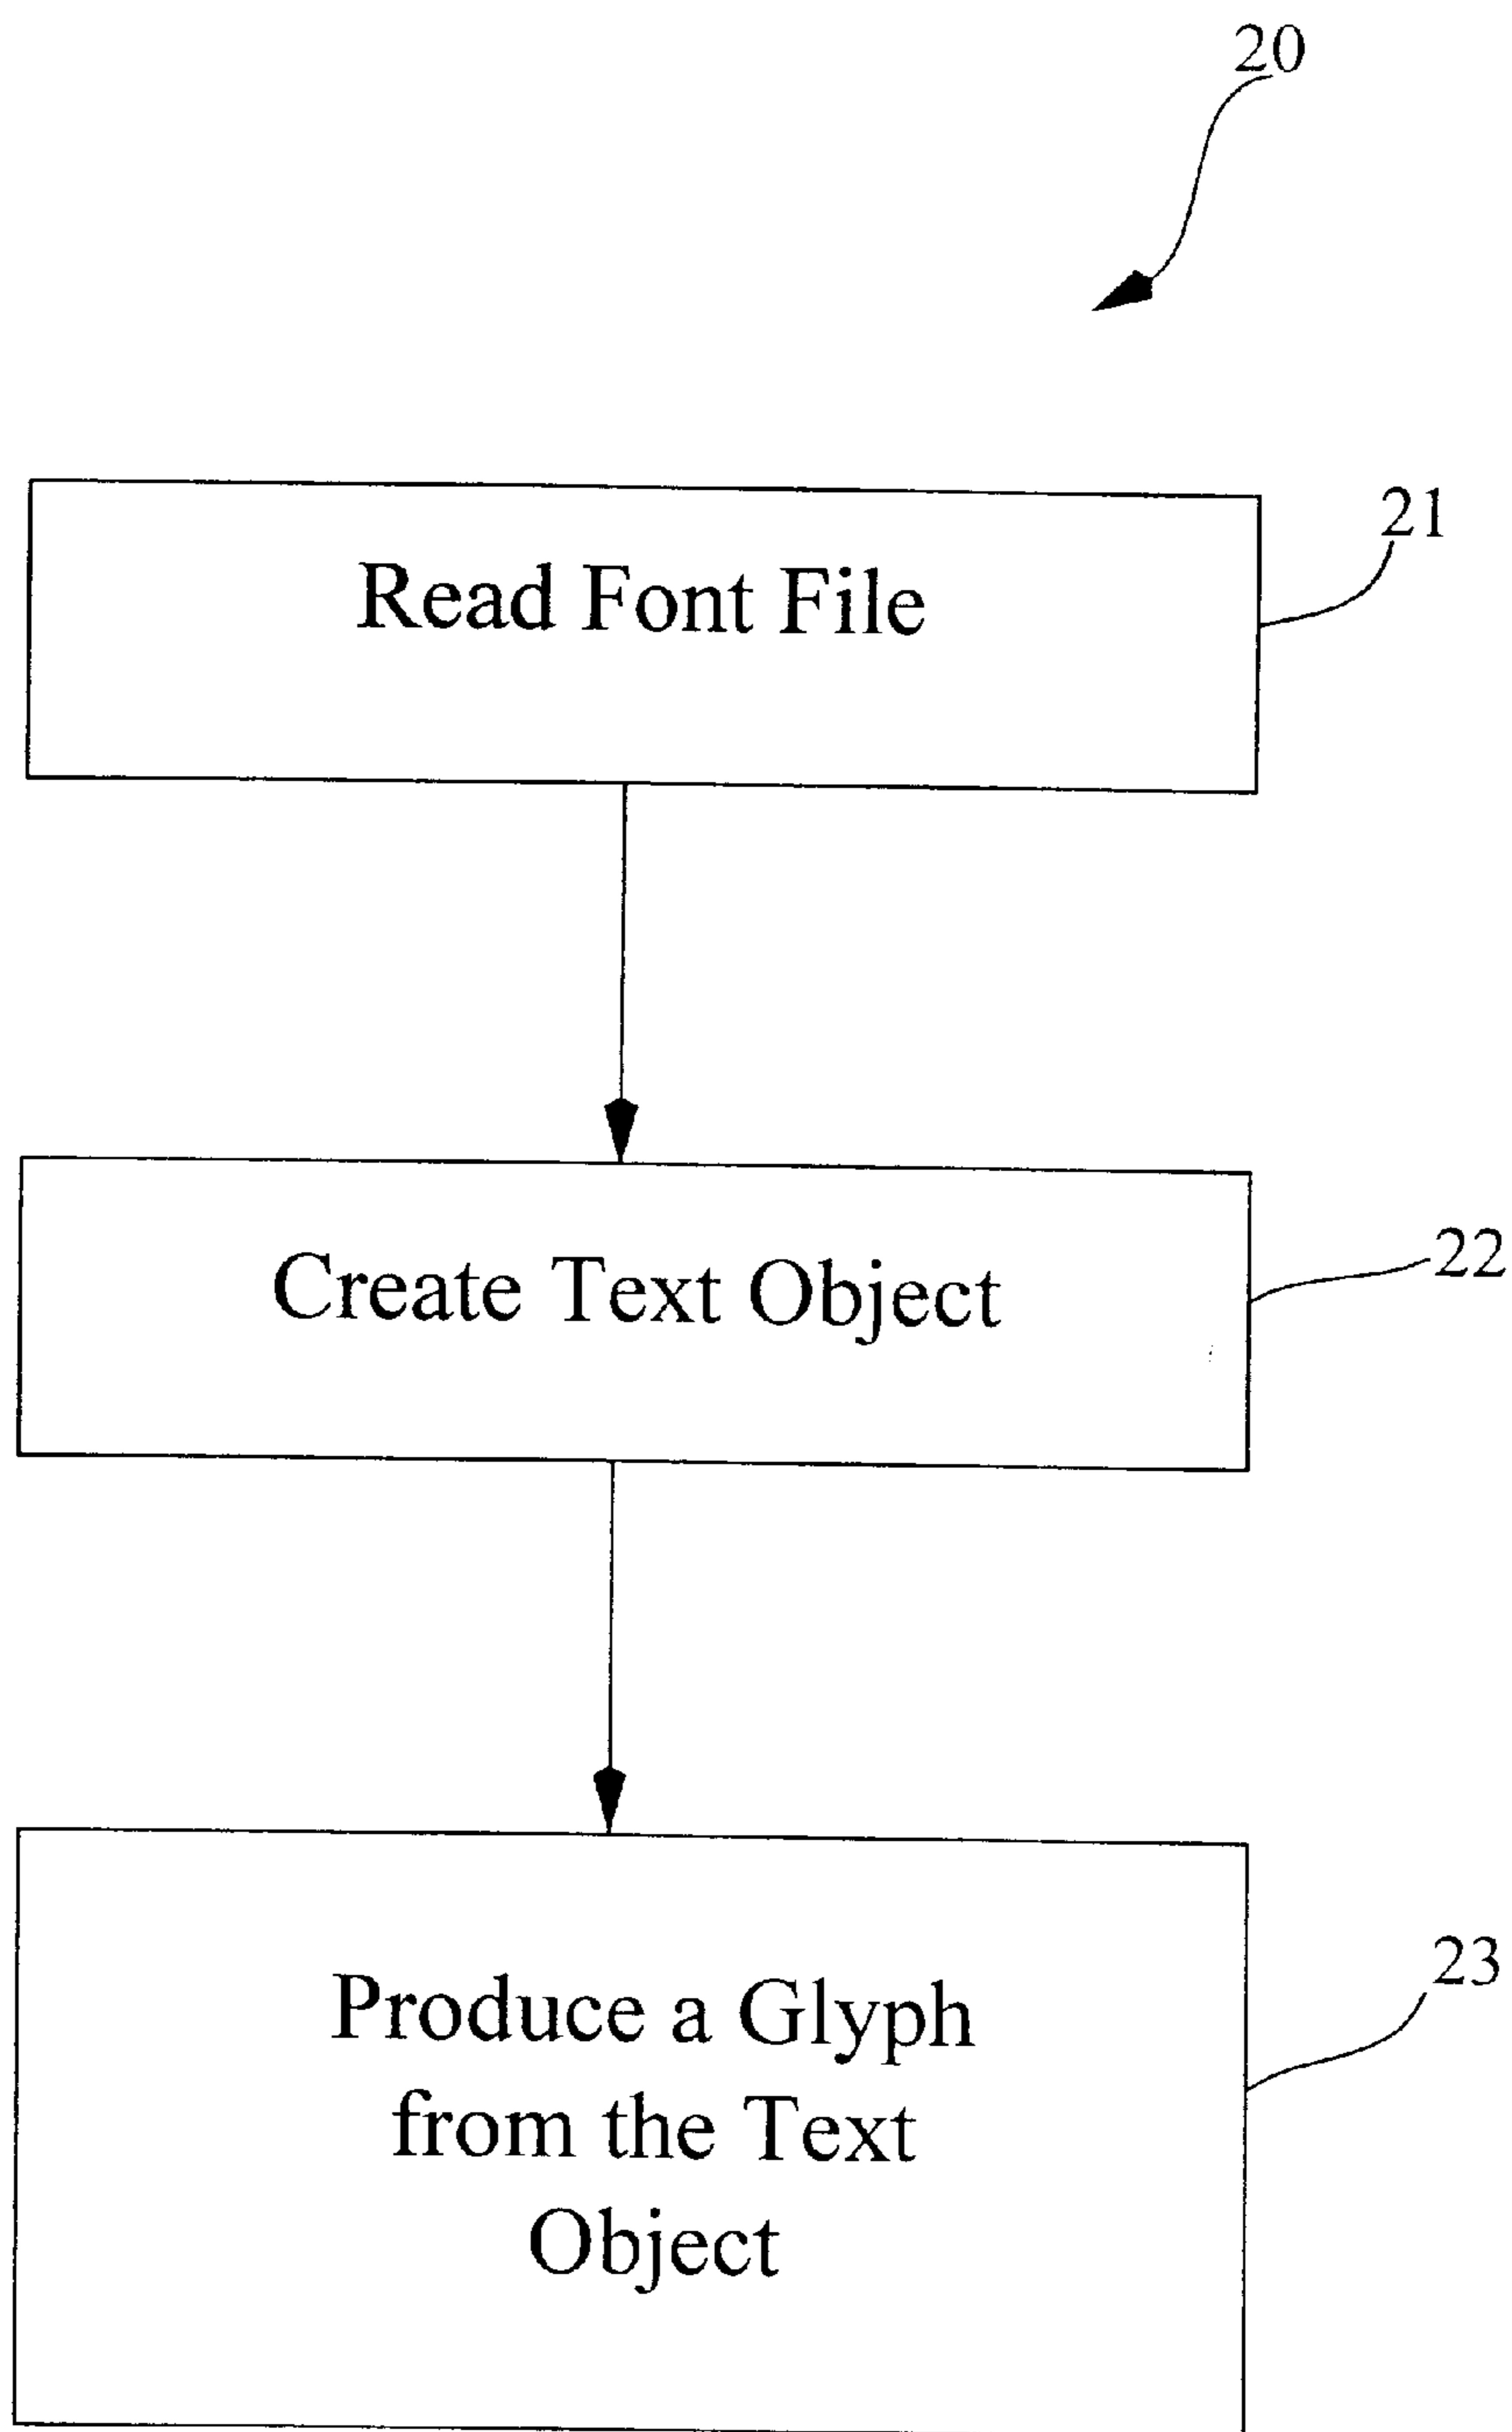 20
Read Font File
21
Create Text Object
22
Produce a Glyph
from the Text
Object
23